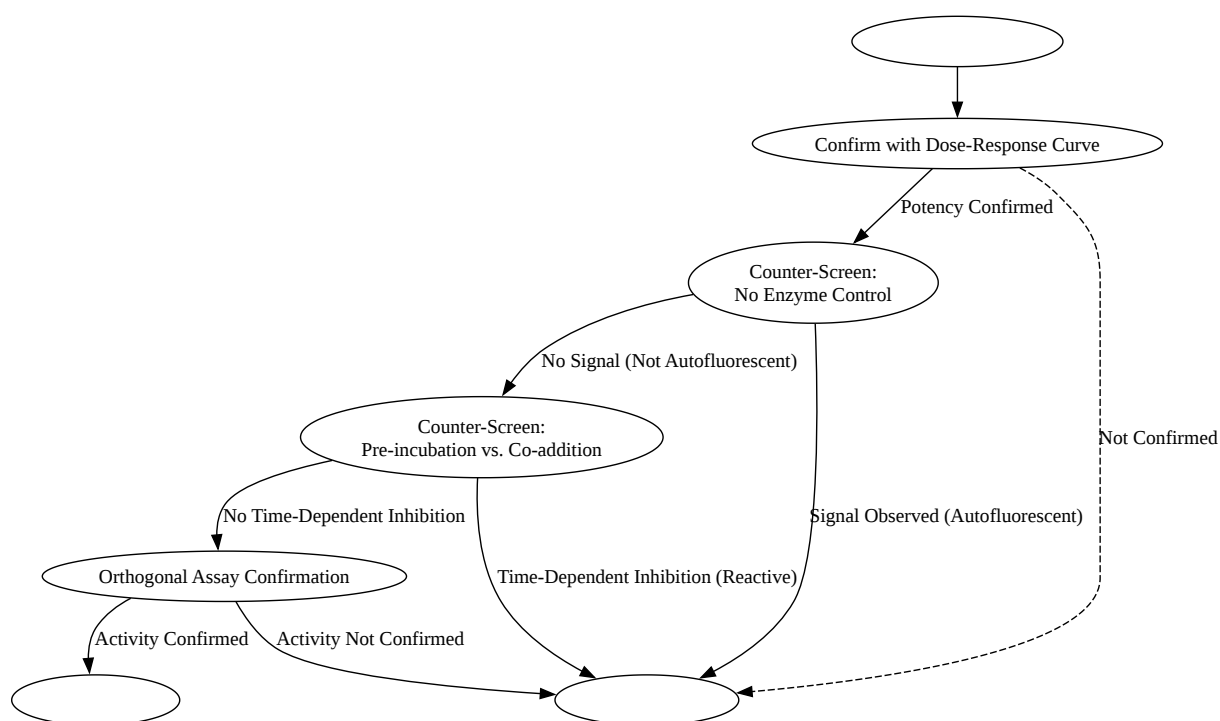 Confirm with Dose-Response Curve
Potency Confirmed
Counter-Screen:
No Enzyme Control
No Signal (Not Autofluorescent)
Counter-Screen:
Pre-incubation vs. Co-addition
Not Confirmed
No Time-Dependent Inhibition
Signal Observed (Autofluorescent)
Orthogonal Assay Confirmation
Time-Dependent Inhibition (Reactive)
Activity Confirmed
Activity Not Confirmed